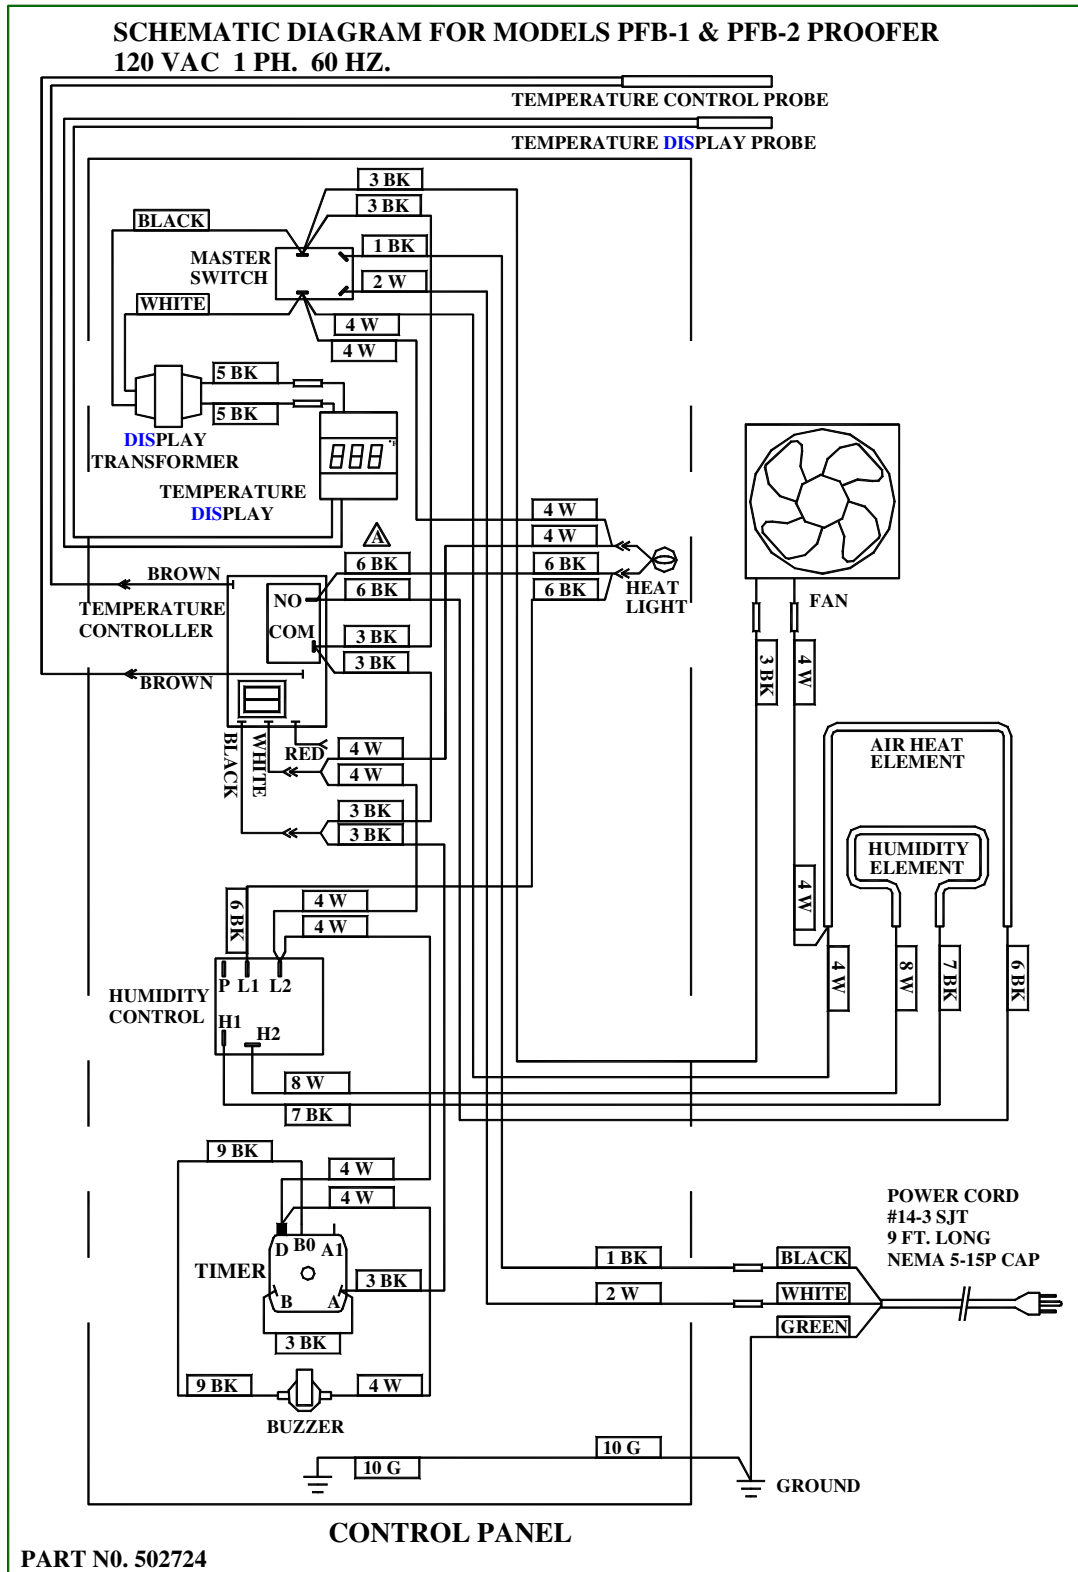 SCHEMATIC DIAGRAM FOR MODELS PFB-1 & PFB-2 PROOFER
120 VAC 1 PH. 60 HZ.
TEMPERATURE CONTROL PROBE
TEMPERATURE DISPLAY PROBE
3 BK
3 BK
BLACK
1 BK
MASTER
SWITCH
2 W
WHITE
4 W
4 W
5 BK
5 BK
DISPLAY
TRANSFORMER
888
°F
TEMPERATURE
DISPLAY
4 W
4 W
A
6 BK
6 BK
6 BK
6 BK
HEAT
LIGHT
FAN
BROWN
TEMPERATURE
CONTROLLER
NO
COM
3 BK
3 BK
BROWN
3 BK
4 W
BLACK
WHITE
RED
4 W
4 W
3 BK
3 BK
AIR HEAT
ELEMENT
HUMIDITY
ELEMENT
6 BK
4 W
4 W
4 W
4 W
8 W
7 BK
6 BK
P L1 L2
HUMIDITY
CONTROL
H1
H2
8 W
7 BK
9 BK
4 W
4 W
D B0 A1
TIMER
B A
3 BK
3 BK
9 BK
4 W
BUZZER
POWER CORD
#14-3 SJT
9 FT. LONG
NEMA 5-15P CAP
1 BK
BLACK
2 W
WHITE
GREEN
10 G
10 G
GROUND
CONTROL PANEL
PART N0. 502724